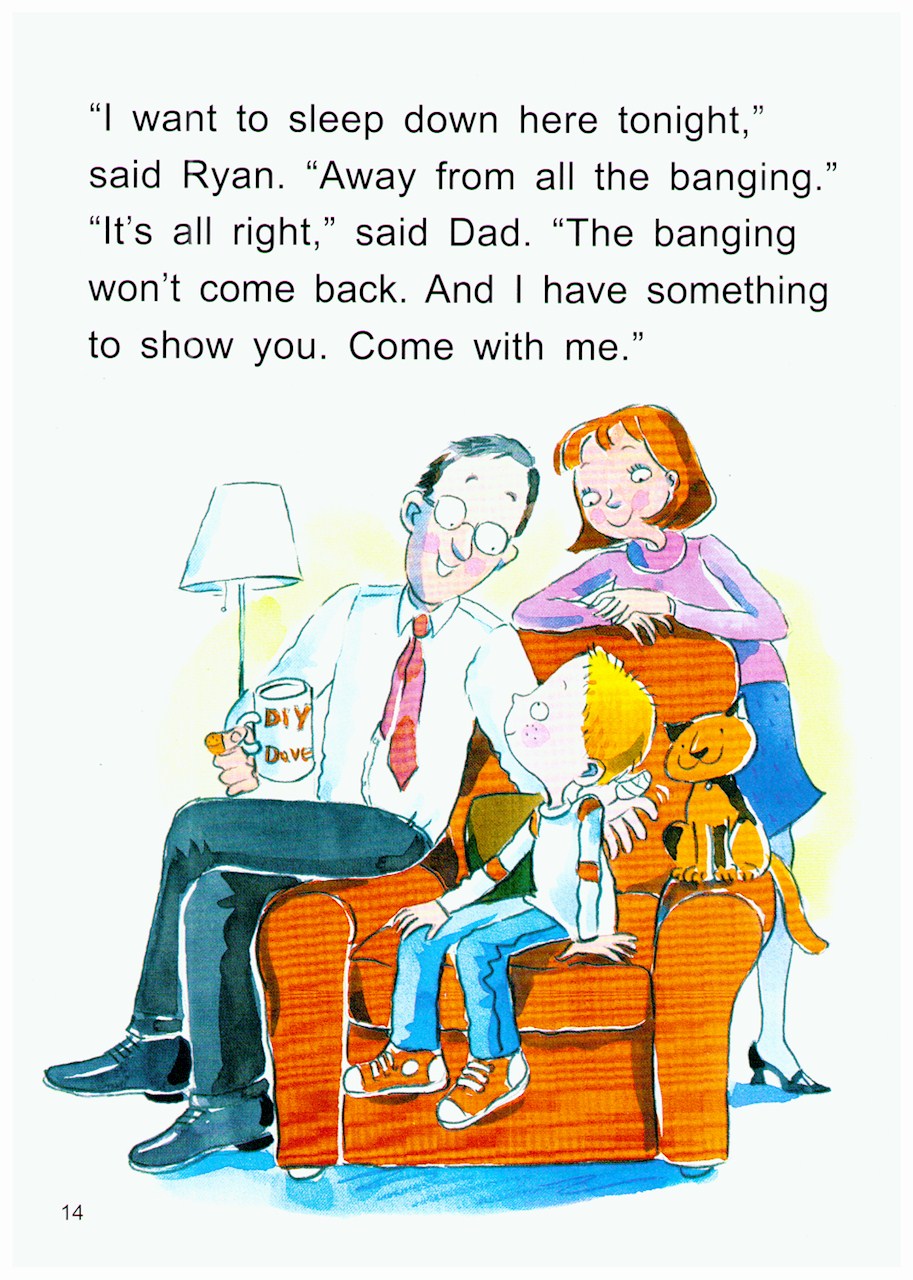 “I want to sleep down here tonight,”
said Ryan. “Away from all the banging.”
“It’s all right,” said Dad. “The banging
won’t come back. And I have something
to show you. Come with me.”
DIY
Dave
14